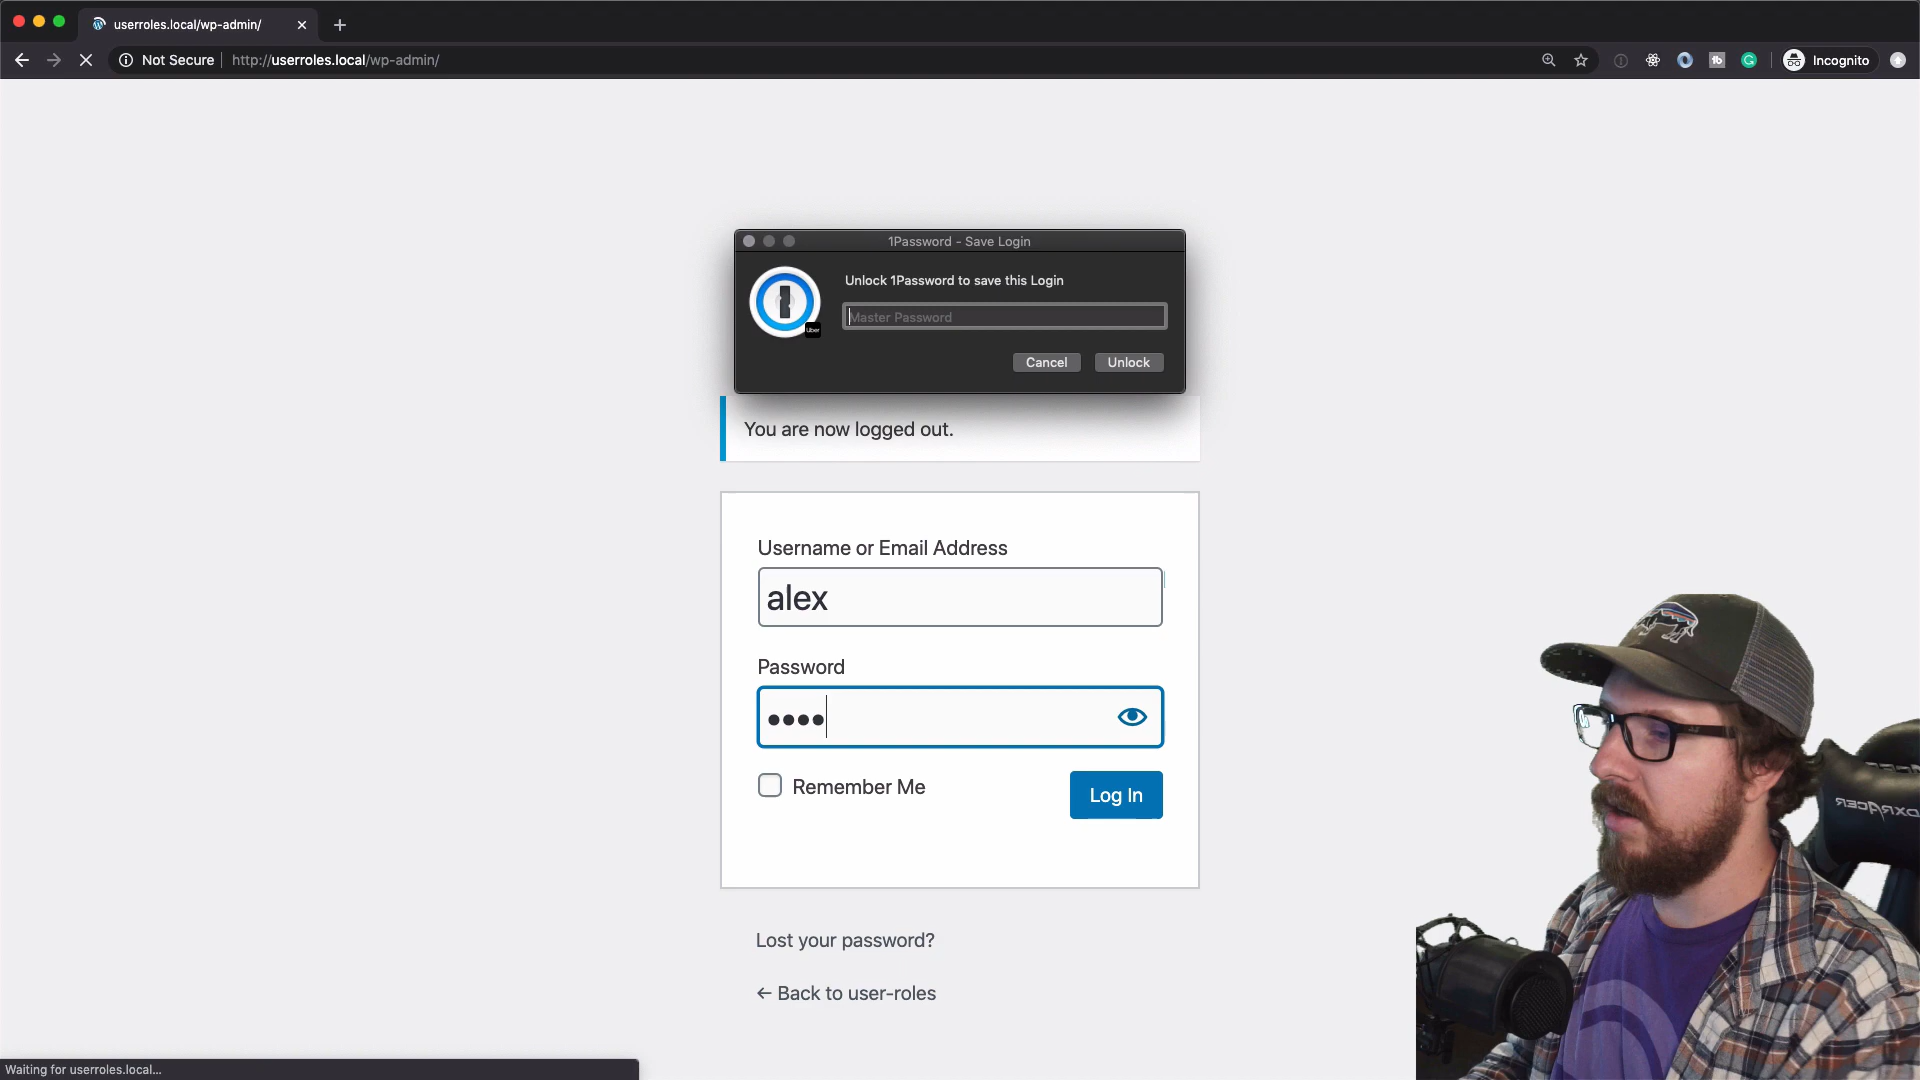 userroles.local/wp-admin/
Not Secure
http://userroles.local/wp-admin/
Incognito
1Password - Save Login
Unlock 1Password to save this Login
Master Password
Uber
Cancel
Unlock
You are now logged out.
Username or Email Address
alex
Password
Remember Me
Log In
Lost your password?
← Back to user-roles
DXRACER
Waiting for userroles.local...